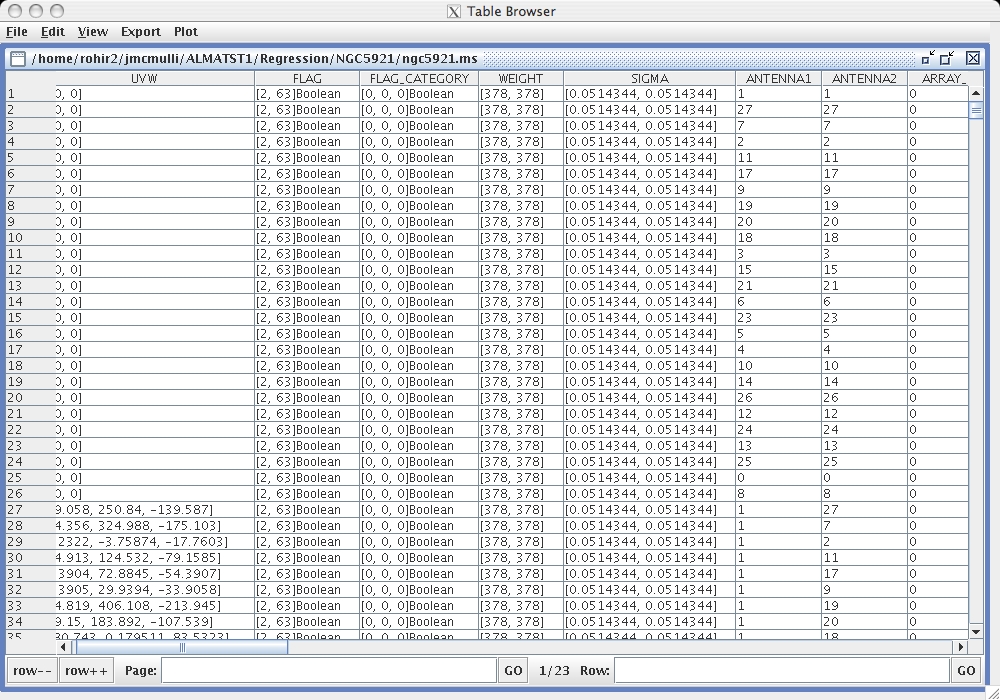 Table Browser
File Edit View Export Plot
/home/rohir2/jmcmulli/ALMATST1/Regression/NGC5921/ngc5921.ms
UVW FLAG FLAG_CATEGORY WEIGHT SIGMA ANTENNA1 ANTENNA2 ARRAY_
1 0, 0] [2, 63]Boolean [0, 0, 0]Boolean [378, 378] [0.0514344, 0.0514344] 1 1 0
2 0, 0] [2, 63]Boolean [0, 0, 0]Boolean [378, 378] [0.0514344, 0.0514344] 27 27 0
3 0, 0] [2, 63]Boolean [0, 0, 0]Boolean [378, 378] [0.0514344, 0.0514344] 7 7 0
4 0, 0] [2, 63]Boolean [0, 0, 0]Boolean [378, 378] [0.0514344, 0.0514344] 2 2 0
5 0, 0] [2, 63]Boolean [0, 0, 0]Boolean [378, 378] [0.0514344, 0.0514344] 11 11 0
6 0, 0] [2, 63]Boolean [0, 0, 0]Boolean [378, 378] [0.0514344, 0.0514344] 17 17 0
7 0, 0] [2, 63]Boolean [0, 0, 0]Boolean [378, 378] [0.0514344, 0.0514344] 9 9 0
8 0, 0] [2, 63]Boolean [0, 0, 0]Boolean [378, 378] [0.0514344, 0.0514344] 19 19 0
9 0, 0] [2, 63]Boolean [0, 0, 0]Boolean [378, 378] [0.0514344, 0.0514344] 20 20 0
10 0, 0] [2, 63]Boolean [0, 0, 0]Boolean [378, 378] [0.0514344, 0.0514344] 18 18 0
11 0, 0] [2, 63]Boolean [0, 0, 0]Boolean [378, 378] [0.0514344, 0.0514344] 3 3 0
12 0, 0] [2, 63]Boolean [0, 0, 0]Boolean [378, 378] [0.0514344, 0.0514344] 15 15 0
13 0, 0] [2, 63]Boolean [0, 0, 0]Boolean [378, 378] [0.0514344, 0.0514344] 21 21 0
14 0, 0] [2, 63]Boolean [0, 0, 0]Boolean [378, 378] [0.0514344, 0.0514344] 6 6 0
15 0, 0] [2, 63]Boolean [0, 0, 0]Boolean [378, 378] [0.0514344, 0.0514344] 23 23 0
16 0, 0] [2, 63]Boolean [0, 0, 0]Boolean [378, 378] [0.0514344, 0.0514344] 5 5 0
17 0, 0] [2, 63]Boolean [0, 0, 0]Boolean [378, 378] [0.0514344, 0.0514344] 4 4 0
18 0, 0] [2, 63]Boolean [0, 0, 0]Boolean [378, 378] [0.0514344, 0.0514344] 10 10 0
19 0, 0] [2, 63]Boolean [0, 0, 0]Boolean [378, 378] [0.0514344, 0.0514344] 14 14 0
20 0, 0] [2, 63]Boolean [0, 0, 0]Boolean [378, 378] [0.0514344, 0.0514344] 26 26 0
21 0, 0] [2, 63]Boolean [0, 0, 0]Boolean [378, 378] [0.0514344, 0.0514344] 12 12 0
22 0, 0] [2, 63]Boolean [0, 0, 0]Boolean [378, 378] [0.0514344, 0.0514344] 24 24 0
23 0, 0] [2, 63]Boolean [0, 0, 0]Boolean [378, 378] [0.0514344, 0.0514344] 13 13 0
24 0, 0] [2, 63]Boolean [0, 0, 0]Boolean [378, 378] [0.0514344, 0.0514344] 25 25 0
25 0, 0] [2, 63]Boolean [0, 0, 0]Boolean [378, 378] [0.0514344, 0.0514344] 0 0 0
26 0, 0] [2, 63]Boolean [0, 0, 0]Boolean [378, 378] [0.0514344, 0.0514344] 8 8 0
27 9.058, 250.84, -139.587] [2, 63]Boolean [0, 0, 0]Boolean [378, 378] [0.0514344, 0.0514344] 1 27 0
28 4.356, 324.988, -175.103] [2, 63]Boolean [0, 0, 0]Boolean [378, 378] [0.0514344, 0.0514344] 1 7 0
29 2322, -3.75874, -17.7603] [2, 63]Boolean [0, 0, 0]Boolean [378, 378] [0.0514344, 0.0514344] 1 2 0
30 4.913, 124.532, -79.1585] [2, 63]Boolean [0, 0, 0]Boolean [378, 378] [0.0514344, 0.0514344] 1 11 0
31 3904, 72.8845, -54.3907] [2, 63]Boolean [0, 0, 0]Boolean [378, 378] [0.0514344, 0.0514344] 1 17 0
32 3905, 29.9394, -33.9058] [2, 63]Boolean [0, 0, 0]Boolean [378, 378] [0.0514344, 0.0514344] 1 9 0
33 4.819, 406.108, -213.945] [2, 63]Boolean [0, 0, 0]Boolean [378, 378] [0.0514344, 0.0514344] 1 19 0
34 9.15, 183.892, -107.539] [2, 63]Boolean [0, 0, 0]Boolean [378, 378] [0.0514344, 0.0514344] 1 20 0
35 30.743, 0.179511, 83.5323] [2, 63]Boolean [0, 0, 0]Boolean [378, 378] [0.0514344, 0.0514344] 1 18 0
row-- row++ Page: GO 1/23 Row: GO